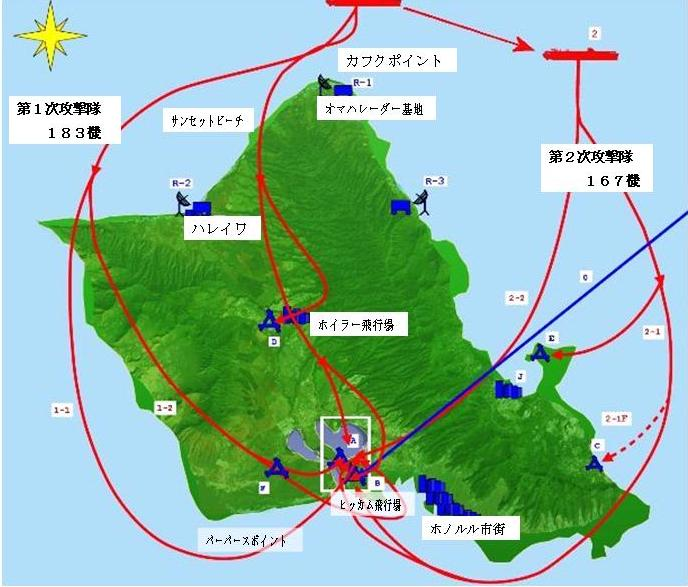 2
カフクポイント
R-1
第１次攻撃隊
１８３機
サンセットビーチ
オマハレーダー基地
第２次攻撃隊
１６７機
R-2
R-3
ハレイワ
0
2-2
D
ホイラー飛行場
2-1
E
J
1-1
1-2
2-1F
A
C
F
B
ヒッカム飛行場
ホノルル市街
パーパースポイント